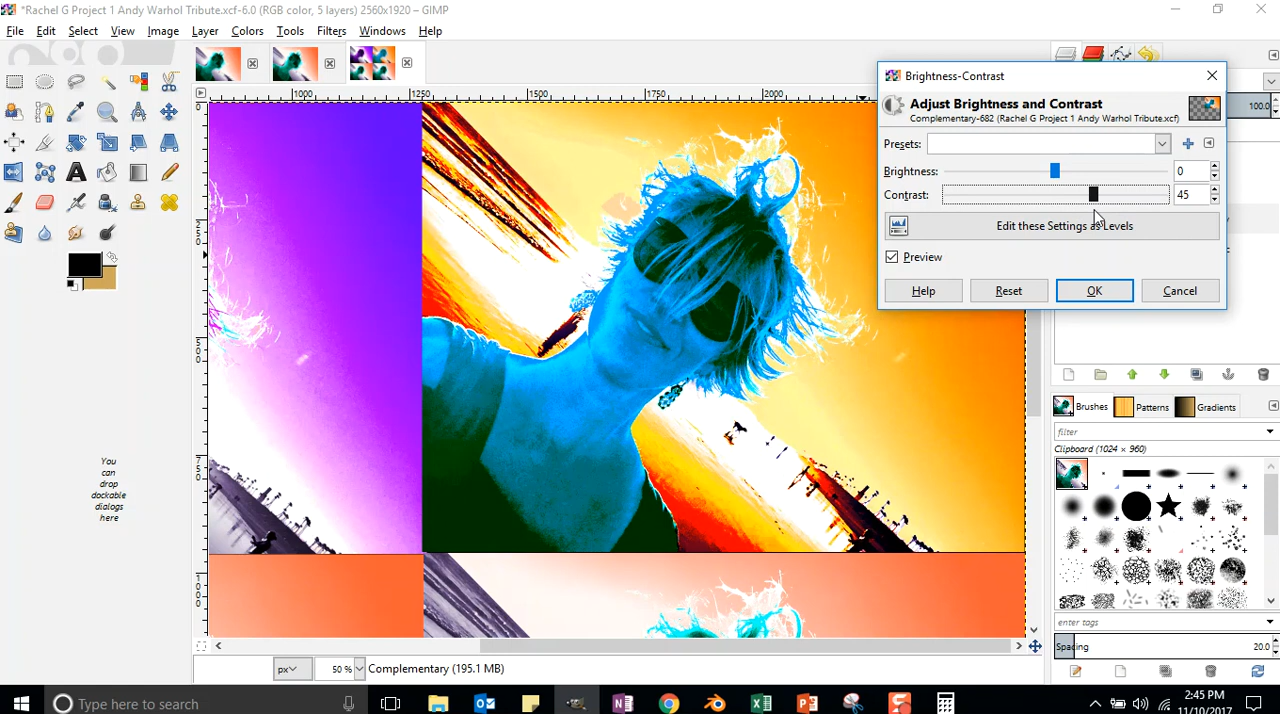 *Rachel G Project 1 Andy Warhol Tribute.xcf-6.0 (RGB color, 5 layers) 2560x1920 – GIMP
File Edit Select View Image Layer Colors Tools Filters Windows Help
Brightness-Contrast
Adjust Brightness and Contrast
Complementary-682 (Rachel G Project 1 Andy Warhol Tribute.xcf)
Presets:
Brightness: 0
Contrast: 45
Edit these Settings as Levels
Preview
Help Reset OK Cancel
100.0
1000 1250 1500 1750 2000
You
can
drop
dockable
dialogs
here
Brushes Patterns Gradients
filter
Clipboard (1024 × 960)
enter tags
Spacing 20.0
px 50 % Complementary (195.1 MB)
Type here to search
2:45 PM
11/10/2017